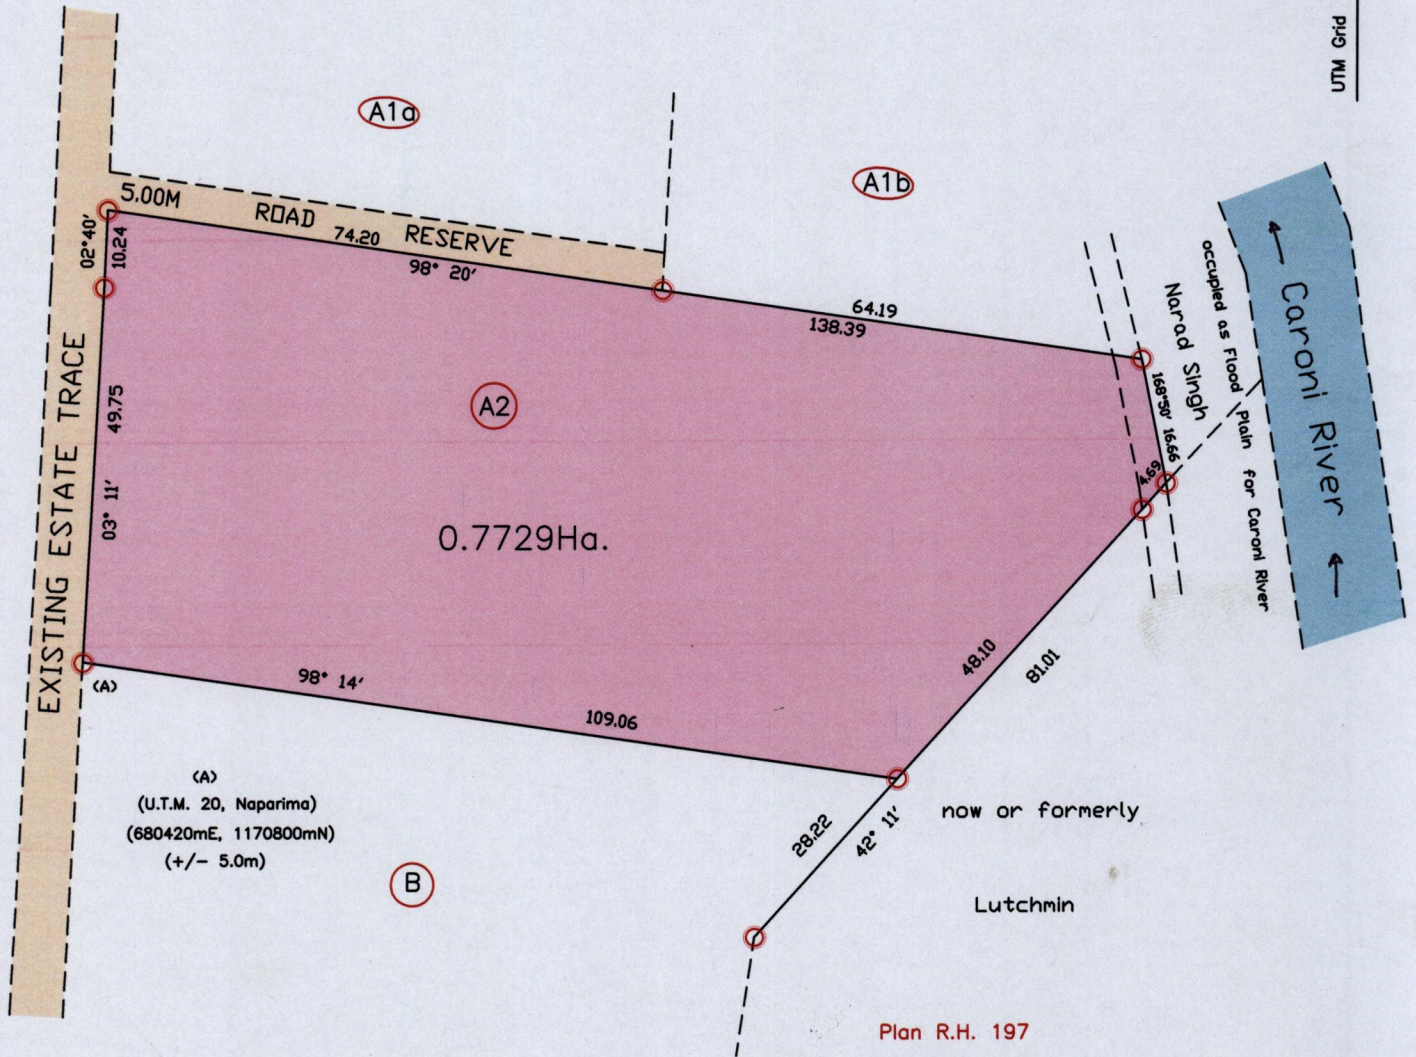 UTM Grid
A1a
A1b
5.00M ROAD RESERVE
74.20
98° 20'
02°40'
10.24
64.19
138.39
Narad Singh
occupied as Flood Plain for Caroni River
Caroni River
168°50' 16.66
4.69
EXISTING ESTATE TRACE
49.75
03° 11'
A2
0.7729Ha.
48.10
81.01
(A)
98° 14'
109.06
(A)
(U.T.M. 20, Naparima)
(680420mE, 1170800mN)
(+/- 5.0m)
B
28.22
42° 11'
now or formerly
Lutchmin
Plan R.H. 197